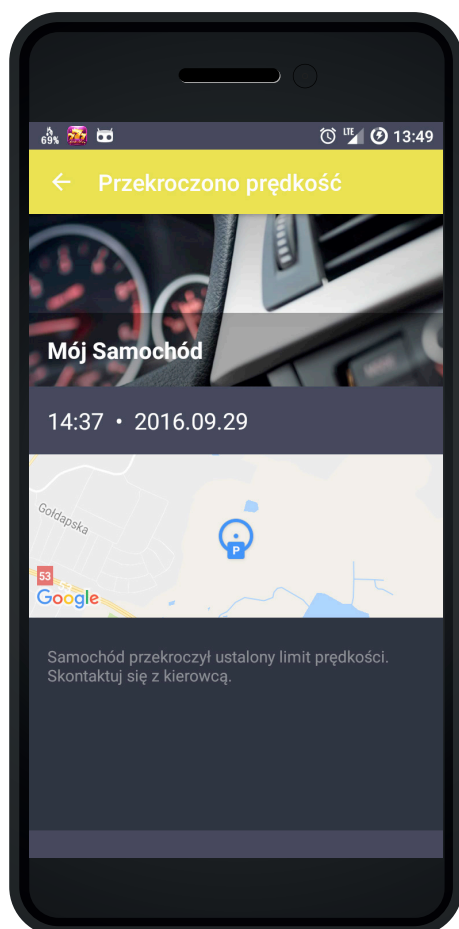 69%
LTE
13:49
Przekroczono prędkość
Mój Samochód
14:37 • 2016.09.29
Gołdapska
P
53
Google
Samochód przekroczył ustalony limit prędkości.
Skontaktuj się z kierowcą.